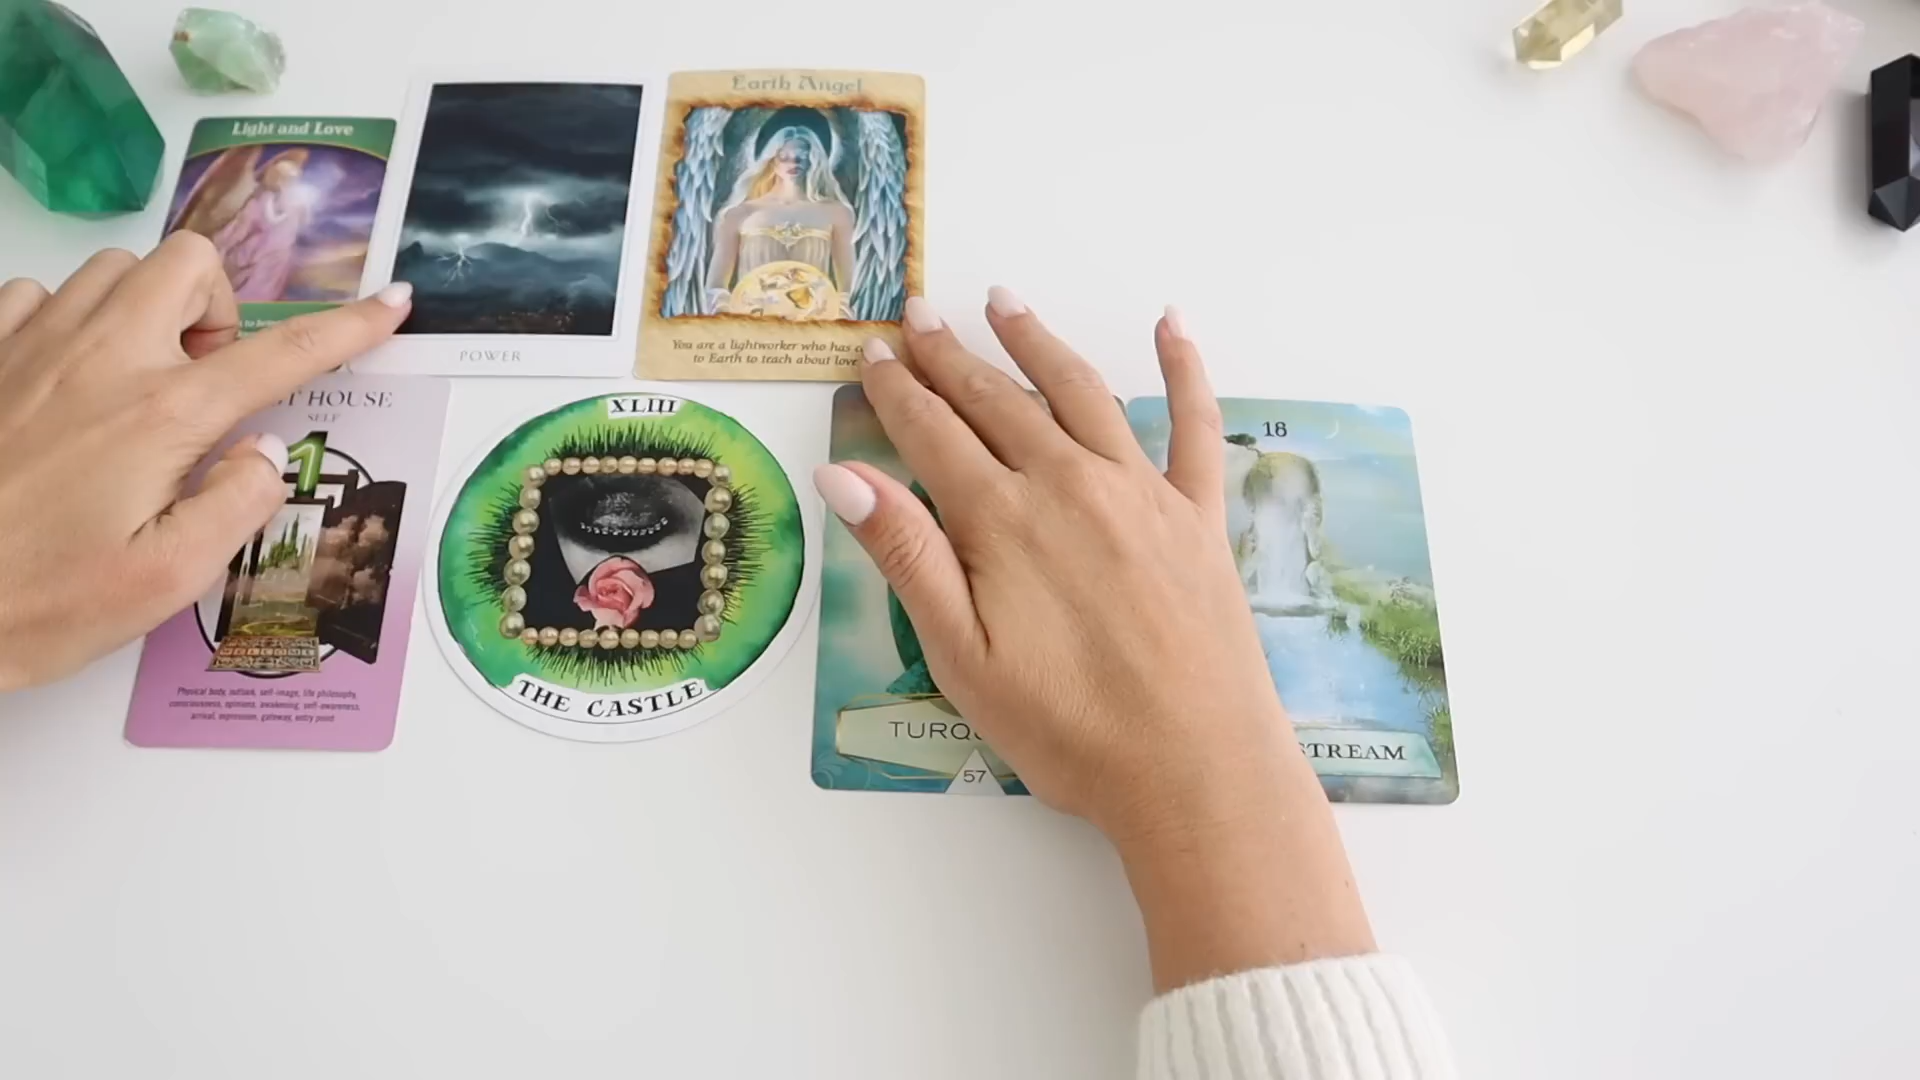 Light and Love
POWER
Earth Angel
You are a lightworker who has
to Earth to teach about love
HOUSE
SELF
1
WELCOME
Physical body, outlook, self-image, life philosophy,
consciousness, opinions, awakening, self-awareness,
arrival, expression, gateway, entry point
XLIII
THE CASTLE
TURQ
57
18
STREAM